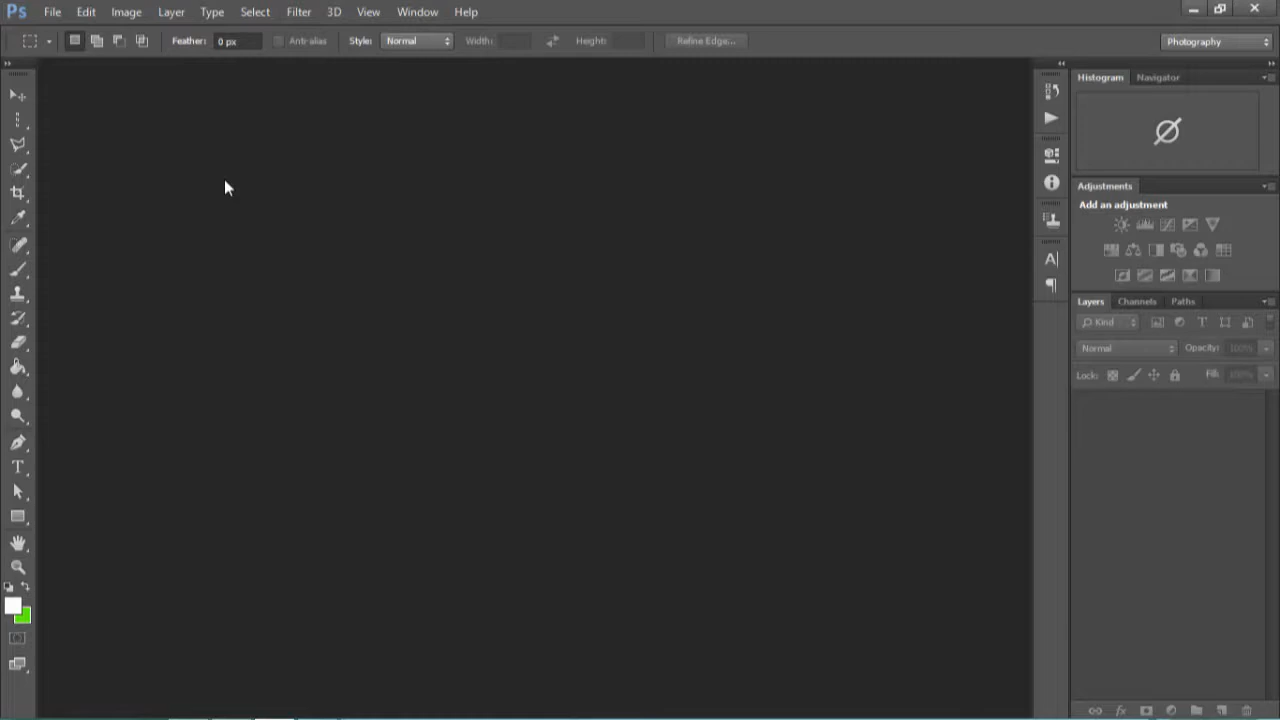 Ps File Edit Image Layer Type Select Filter 3D View Window Help
Feather: 0 px Anti-alias Style: Normal Width: Height: Refine Edge... Photography
Histogram Navigator
Adjustments
Add an adjustment
Layers Channels Paths
Kind
Normal Opacity: 100%
Lock: Fill: 100%